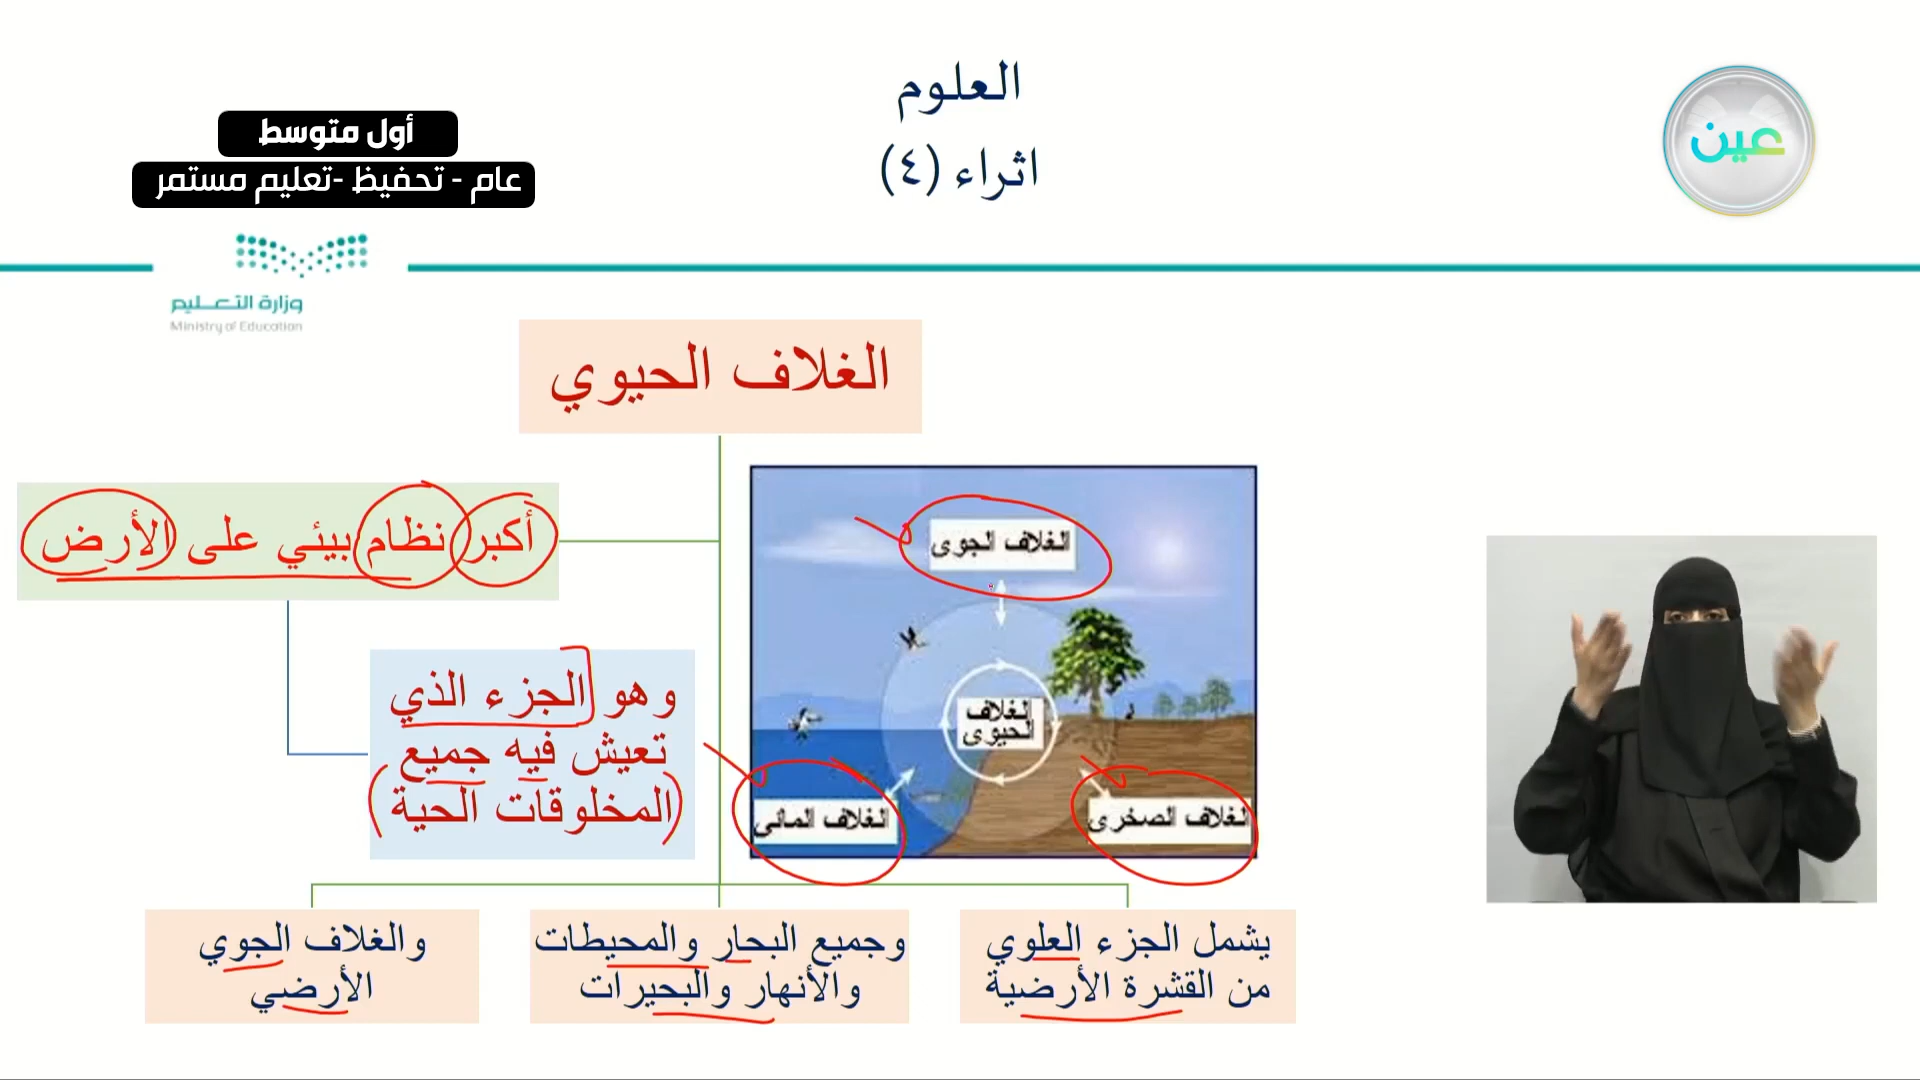 العلوم
اثراء (٤)
عين
أول متوسط
عام - تحفيظ -تعليم مستمر
وزارة التعـــليم
Ministry of Education
الغلاف الحيوي
أكبر نظام بيئي على الأرض
وهو الجزء الذي
تعيش فيه جميع
المخلوقات الحية
الغلاف الجوى
الغلاف
الحيوى
الغلاف الصخرى
الغلاف المائى
يشمل الجزء العلوي
من القشرة الأرضية
وجميع البحار والمحيطات
والأنهار والبحيرات
والغلاف الجوي
الأرضي